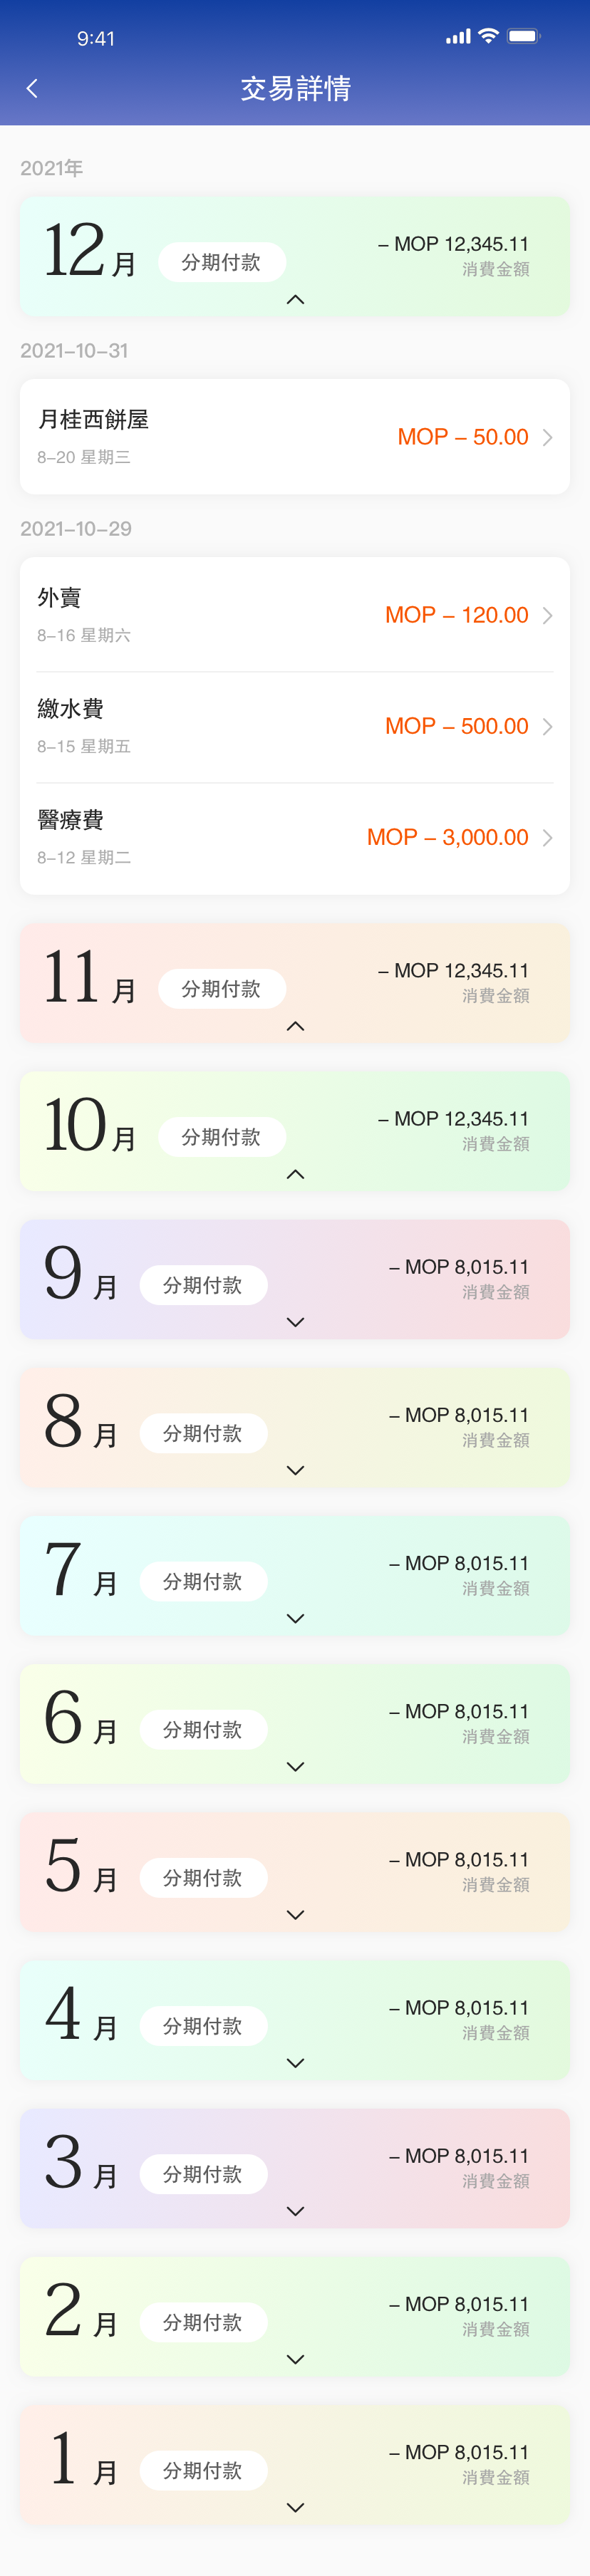 9:41
交易詳情
2021年
12月 分期付款 – MOP 12,345.11
消費金額
2021–10–31
月桂西餅屋
MOP – 50.00
8–20 星期三
2021–10–29
外賣
MOP – 120.00
8–16 星期六
繳水費
MOP – 500.00
8–15 星期五
醫療費
MOP – 3,000.00
8–12 星期二
11月 分期付款 – MOP 12,345.11
消費金額
10月 分期付款 – MOP 12,345.11
消費金額
9月 分期付款 – MOP 8,015.11
消費金額
8月 分期付款 – MOP 8,015.11
消費金額
7月 分期付款 – MOP 8,015.11
消費金額
6月 分期付款 – MOP 8,015.11
消費金額
5月 分期付款 – MOP 8,015.11
消費金額
4月 分期付款 – MOP 8,015.11
消費金額
3月 分期付款 – MOP 8,015.11
消費金額
2月 分期付款 – MOP 8,015.11
消費金額
1月 分期付款 – MOP 8,015.11
消費金額